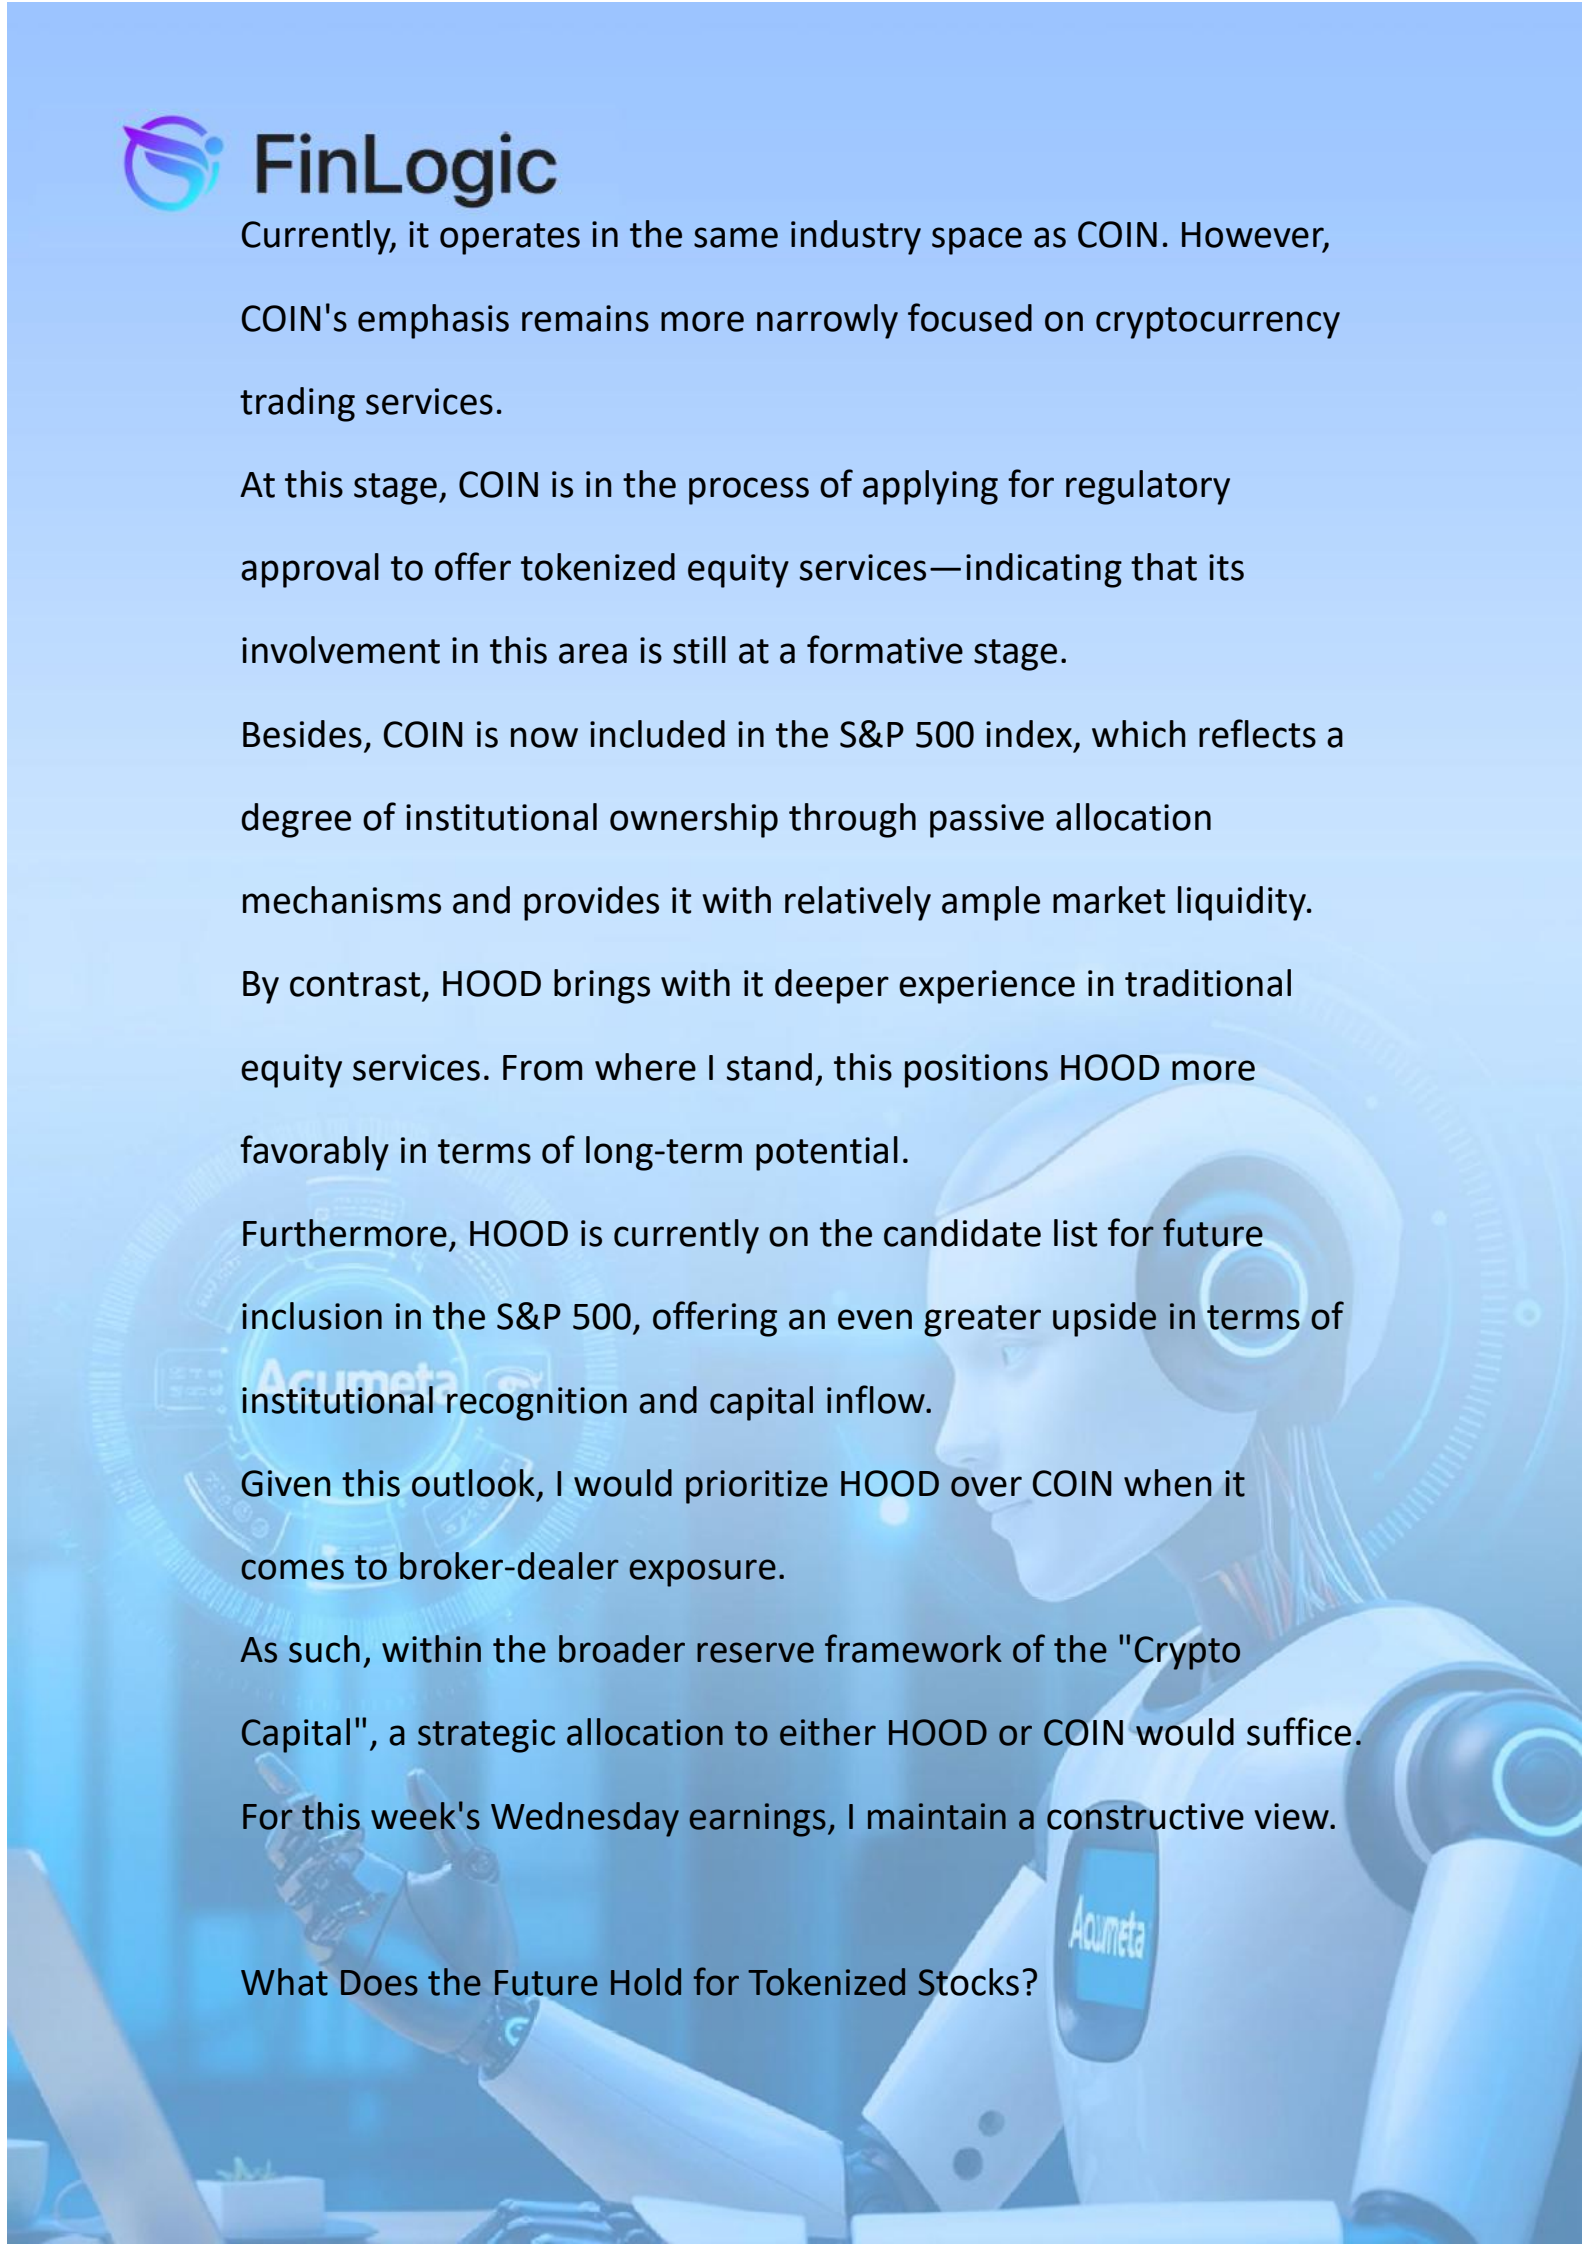 FinLogic
Currently, it operates in the same industry space as COIN. However,
COIN's emphasis remains more narrowly focused on cryptocurrency
trading services.
At this stage, COIN is in the process of applying for regulatory
approval to offer tokenized equity services—indicating that its
involvement in this area is still at a formative stage.
Besides, COIN is now included in the S&P 500 index, which reflects a
degree of institutional ownership through passive allocation
mechanisms and provides it with relatively ample market liquidity.
By contrast, HOOD brings with it deeper experience in traditional
equity services. From where I stand, this positions HOOD more
favorably in terms of long-term potential.
Furthermore, HOOD is currently on the candidate list for future
inclusion in the S&P 500, offering an even greater upside in terms of
Acumeta
institutional recognition and capital inflow.
Given this outlook, I would prioritize HOOD over COIN when it
comes to broker-dealer exposure.
As such, within the broader reserve framework of the "Crypto
Capital", a strategic allocation to either HOOD or COIN would suffice.
For this week's Wednesday earnings, I maintain a constructive view.
Acumeta
What Does the Future Hold for Tokenized Stocks?